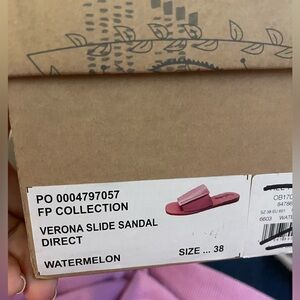 PO 0004797057
FP COLLECTION
VERONA SLIDE SANDAL
DIRECT
WATERMELON
SIZE ... 38